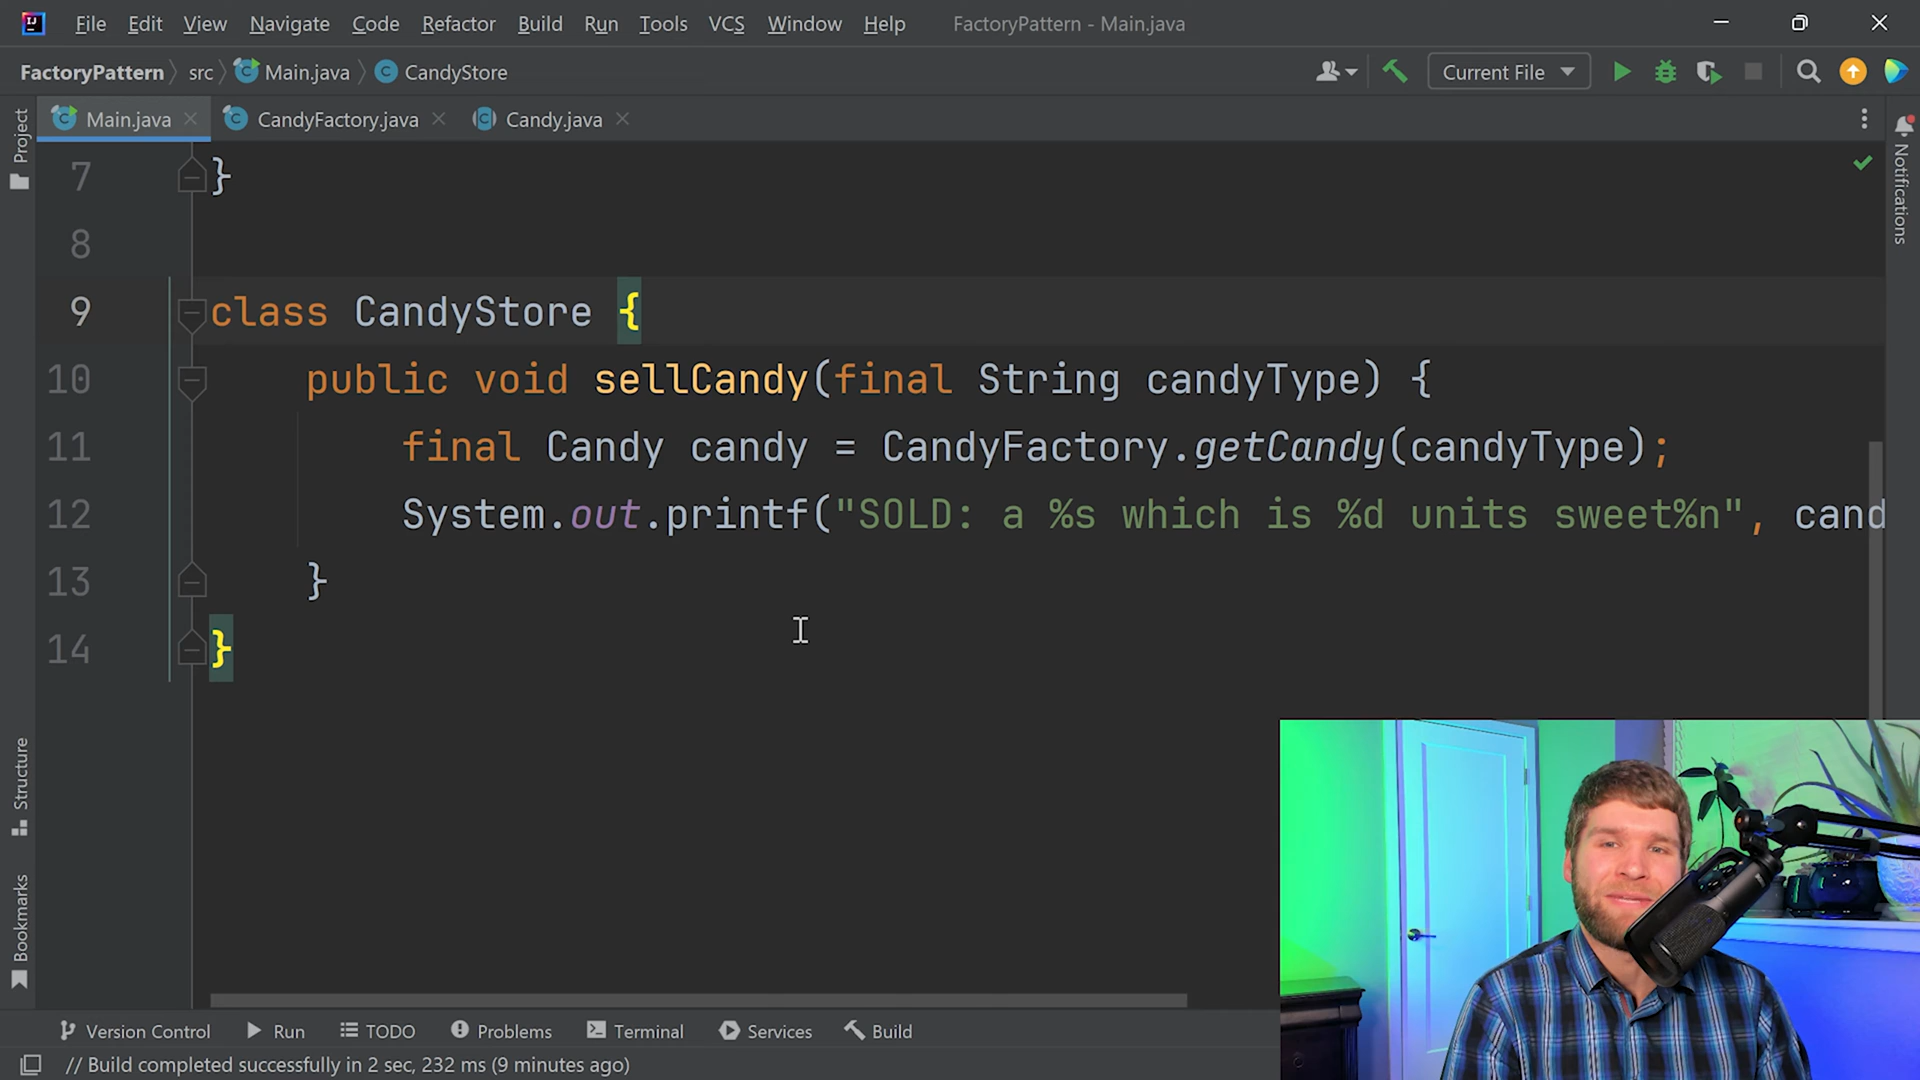 File Edit View Navigate Code Refactor Build Run Tools VCS Window Help FactoryPattern - Main.java
FactoryPattern src Main.java CandyStore Current File
Main.java CandyFactory.java Candy.java
Project
Notifications
7 }
8
9 class CandyStore {
10 public void sellCandy(final String candyType) {
11 final Candy candy = CandyFactory.getCandy(candyType);
12 System.out.printf("SOLD: a %s which is %d units sweet%n", cand
13 }
14 }
Structure
Bookmarks
Version Control Run TODO Problems Terminal Services Build
// Build completed successfully in 2 sec, 232 ms (9 minutes ago)